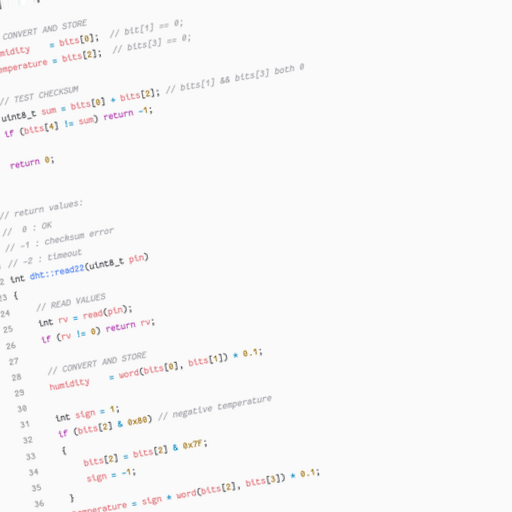 CONVERT AND STORE
midity = bits[0]; // bit[1] == 0;
emperature = bits[2]; // bits[3] == 0;
// TEST CHECKSUM
uint8_t sum = bits[0] + bits[2]; // bits[1] && bits[3] both 0
if (bits[4] != sum) return -1;
return 0;
// return values:
// 0 : OK
// -1 : checksum error
// -2 : timeout
2 int dht::read22(uint8_t pin)
23 {
24 // READ VALUES
25 int rv = read(pin);
26 if (rv != 0) return rv;
27
28 // CONVERT AND STORE
29 humidity = word(bits[0], bits[1]) * 0.1;
30
31 int sign = 1;
32 if (bits[2] & 0x80) // negative temperature
33 {
34 bits[2] = bits[2] & 0x7F;
35 sign = -1;
36 }
mperature = sign * word(bits[2], bits[3]) * 0.1;